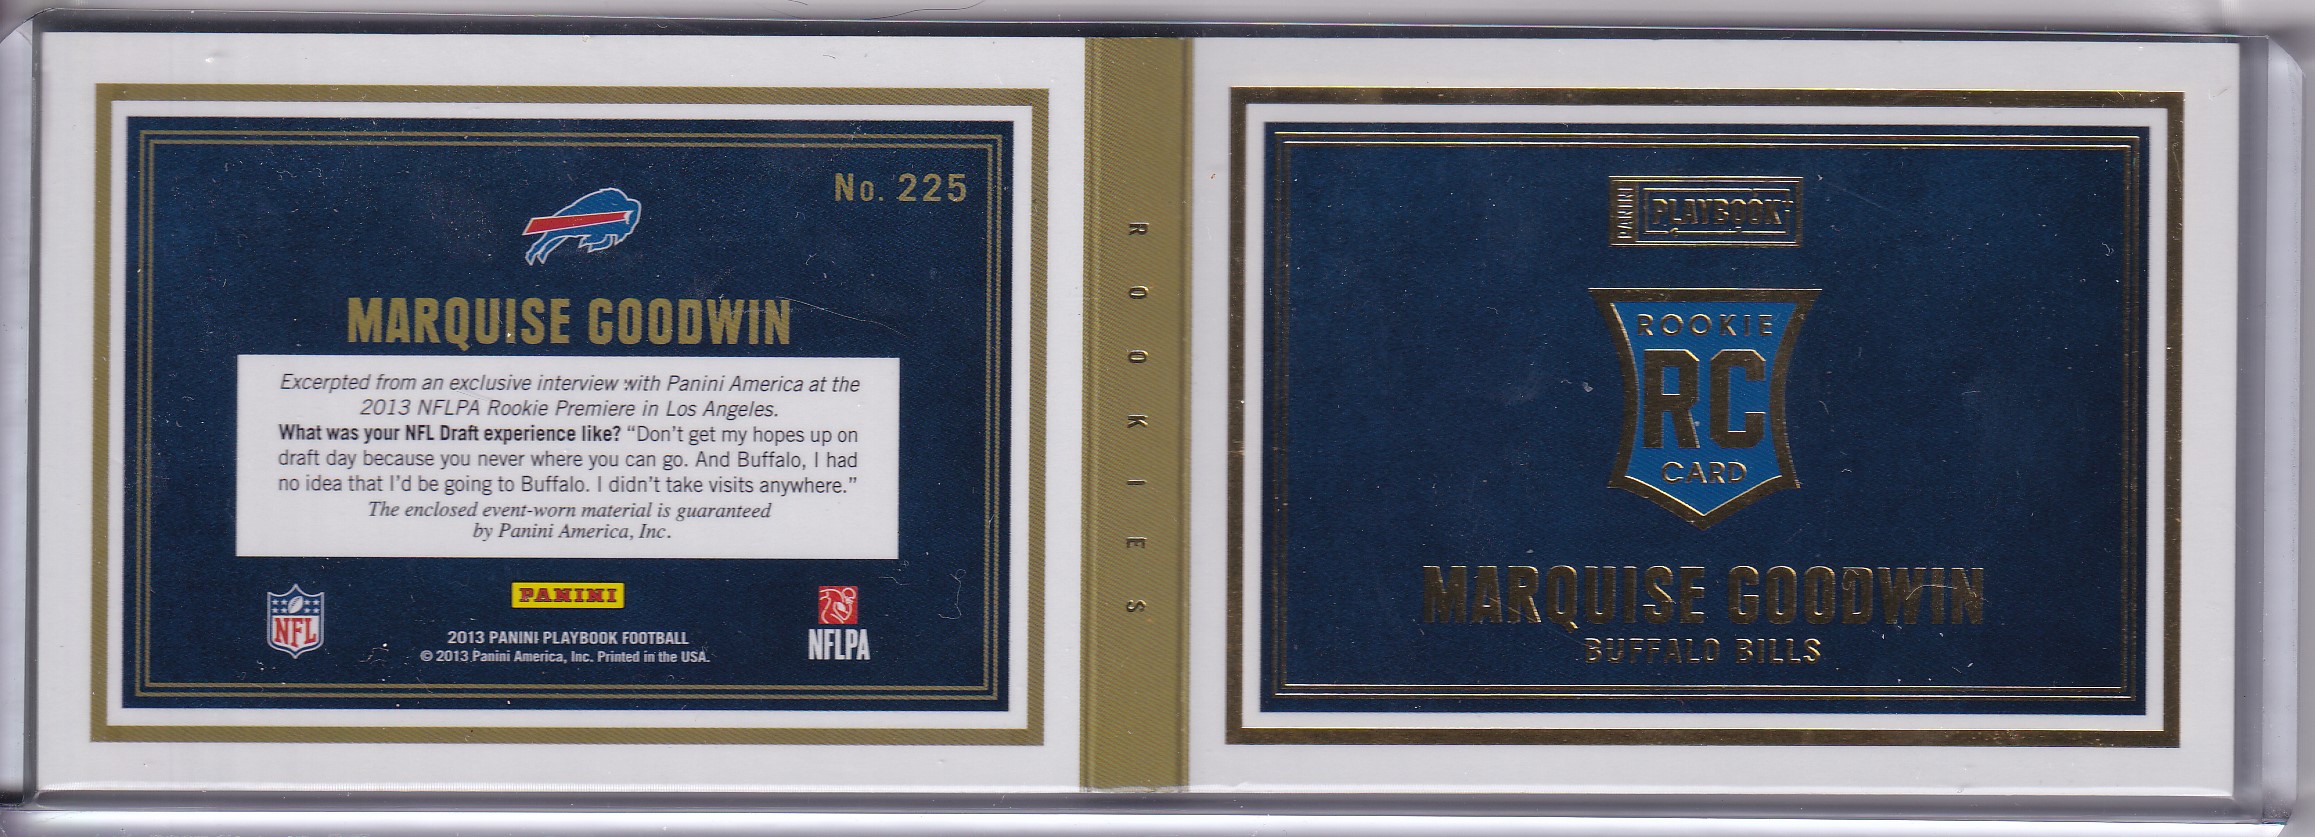 No. 225
MARQUISE GOODWIN
Excerpted from an exclusive interview with Panini America at the
2013 NFLPA Rookie Premiere in Los Angeles.
What was your NFL Draft experience like? “Don’t get my hopes up on
draft day because you never where you can go. And Buffalo, I had
no idea that I’d be going to Buffalo. I didn’t take visits anywhere.”
The enclosed event-worn material is guaranteed
by Panini America, Inc.
NFL
PANINI
NFLPA
2013 PANINI PLAYBOOK FOOTBALL
© 2013 Panini America, Inc. Printed in the USA.
ROOKIES
PANINI
PLAYBOOK
ROOKIE
RC
CARD
MARQUISE GOODWIN
BUFFALO BILLS